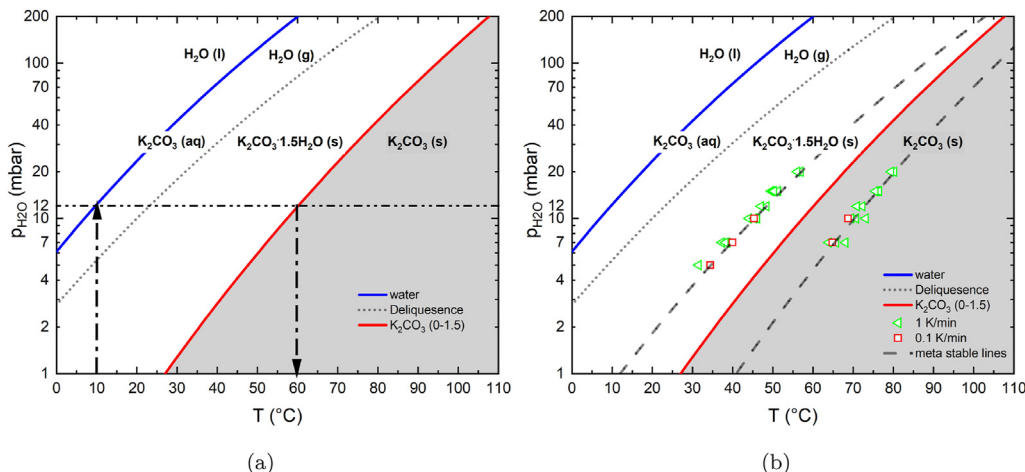 200
100
70
40
20
12
10
7
4
2
1
p_H2O (mbar)
H₂O (l)
H₂O (g)
K₂CO₃ (aq)
K₂CO₃·1.5H₂O (s)
K₂CO₃ (s)
water
Deliquesence
K₂CO₃ (0-1.5)
0 10 20 30 40 50 60 70 80 90 100 110
T (°C)
(a)
200
100
70
40
20
12
10
7
4
2
1
p_H2O (mbar)
H₂O (l)
H₂O (g)
K₂CO₃ (aq)
K₂CO₃·1.5H₂O (s)
K₂CO₃ (s)
water
Deliquesence
K₂CO₃ (0-1.5)
1 K/min
0.1 K/min
meta stable lines
0 10 20 30 40 50 60 70 80 90 100 110
T (°C)
(b)